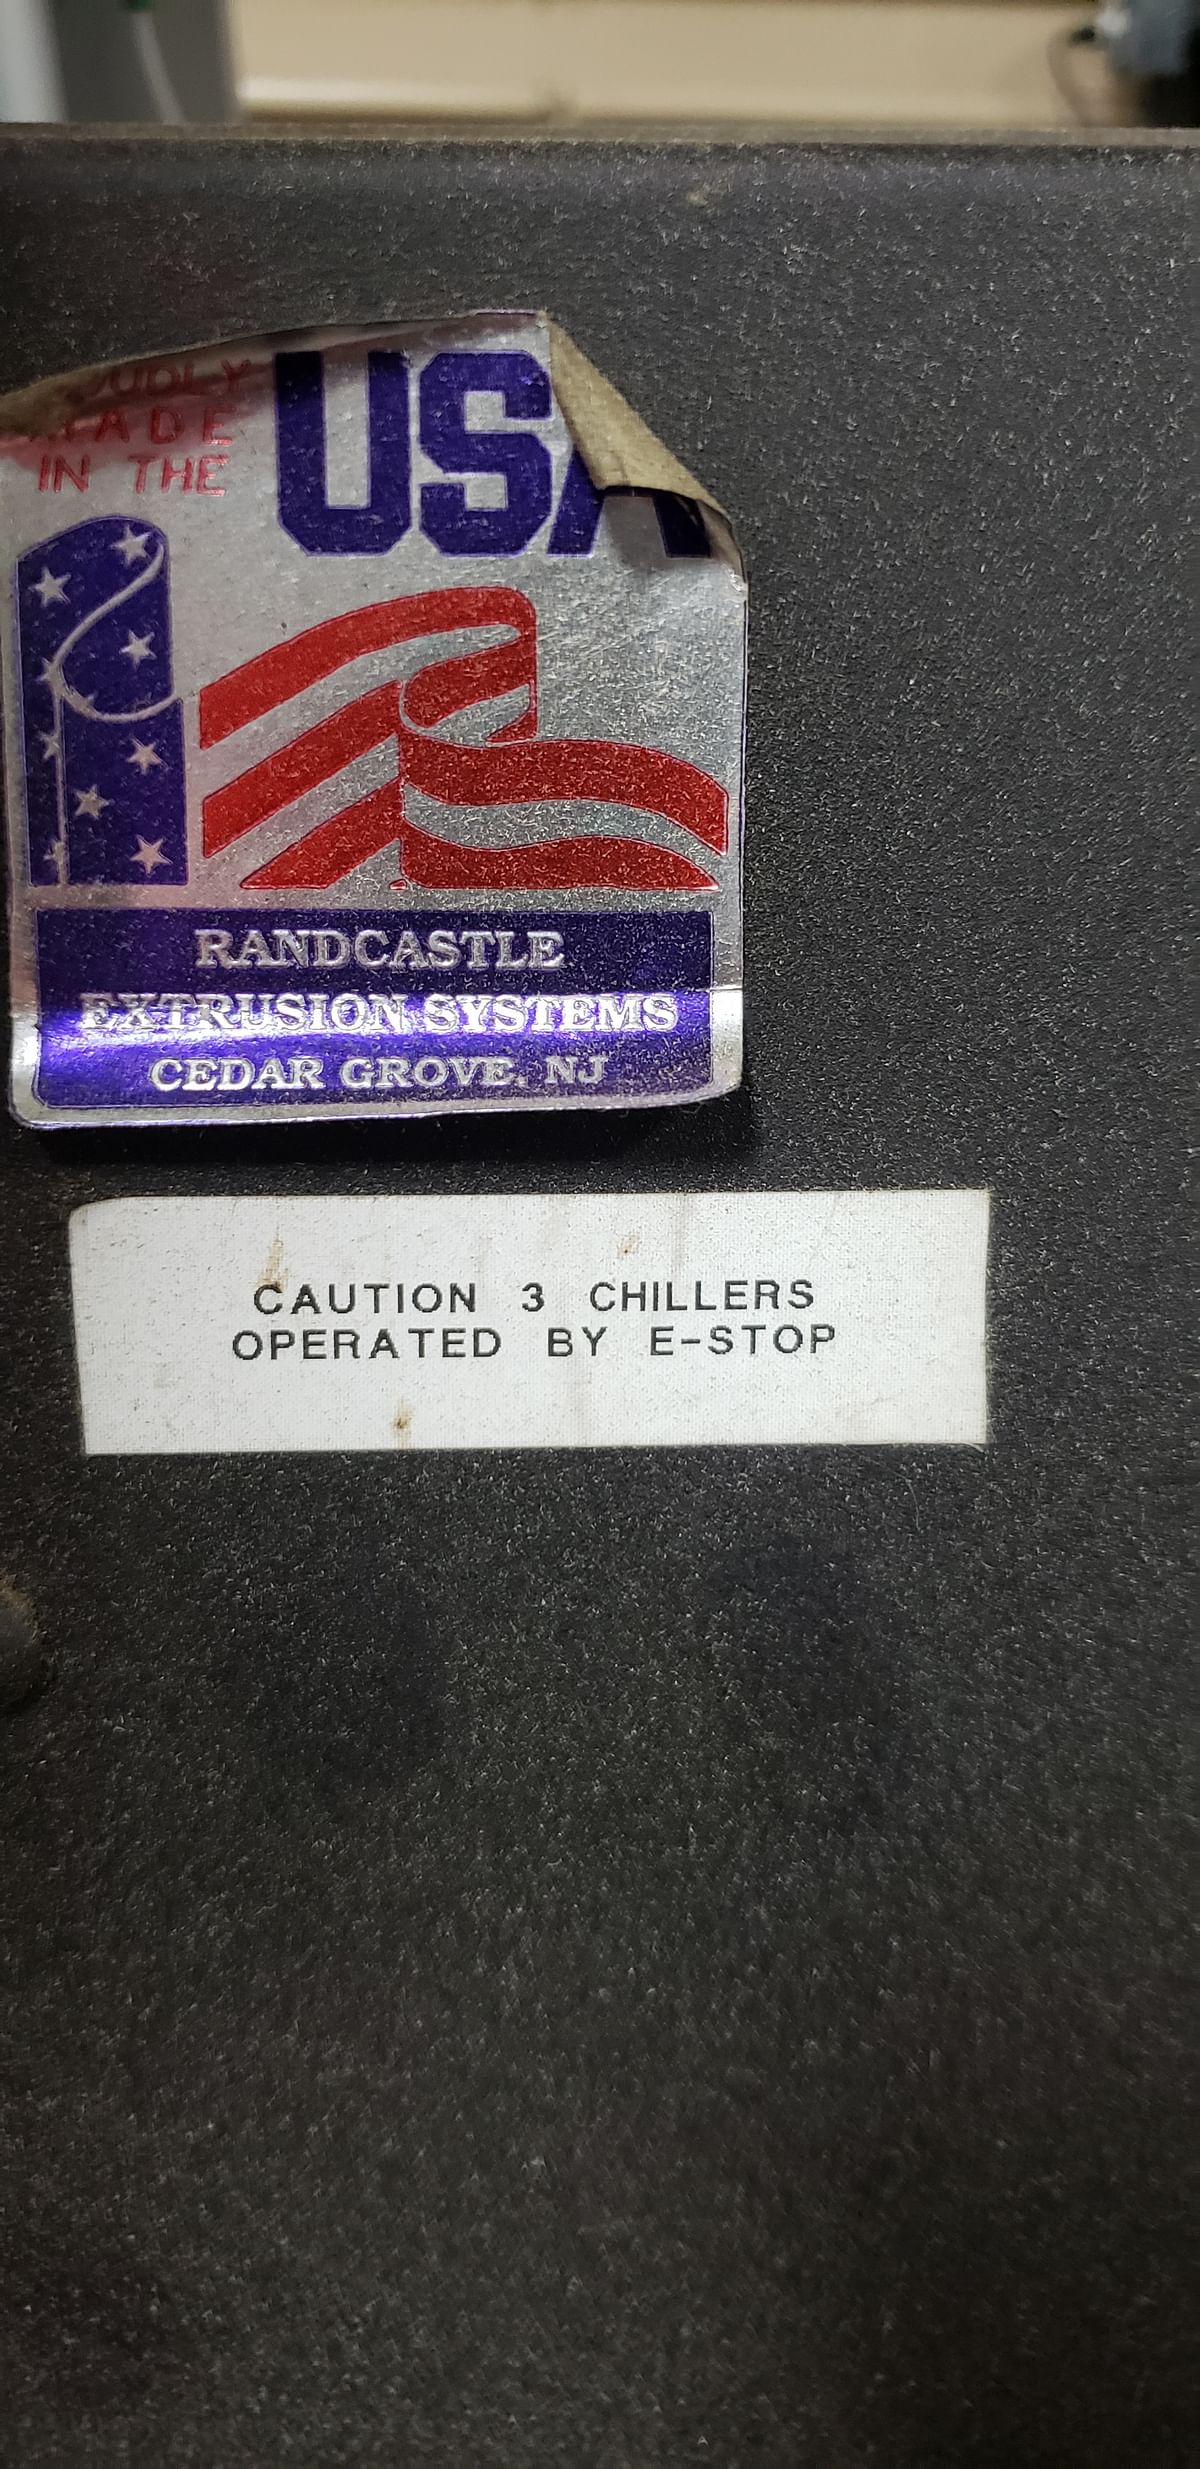 MADE
IN THE
USA
RANDCASTLE
EXTRUSION SYSTEMS
CEDAR GROVE, NJ
CAUTION 3 CHILLERS
OPERATED BY E-STOP